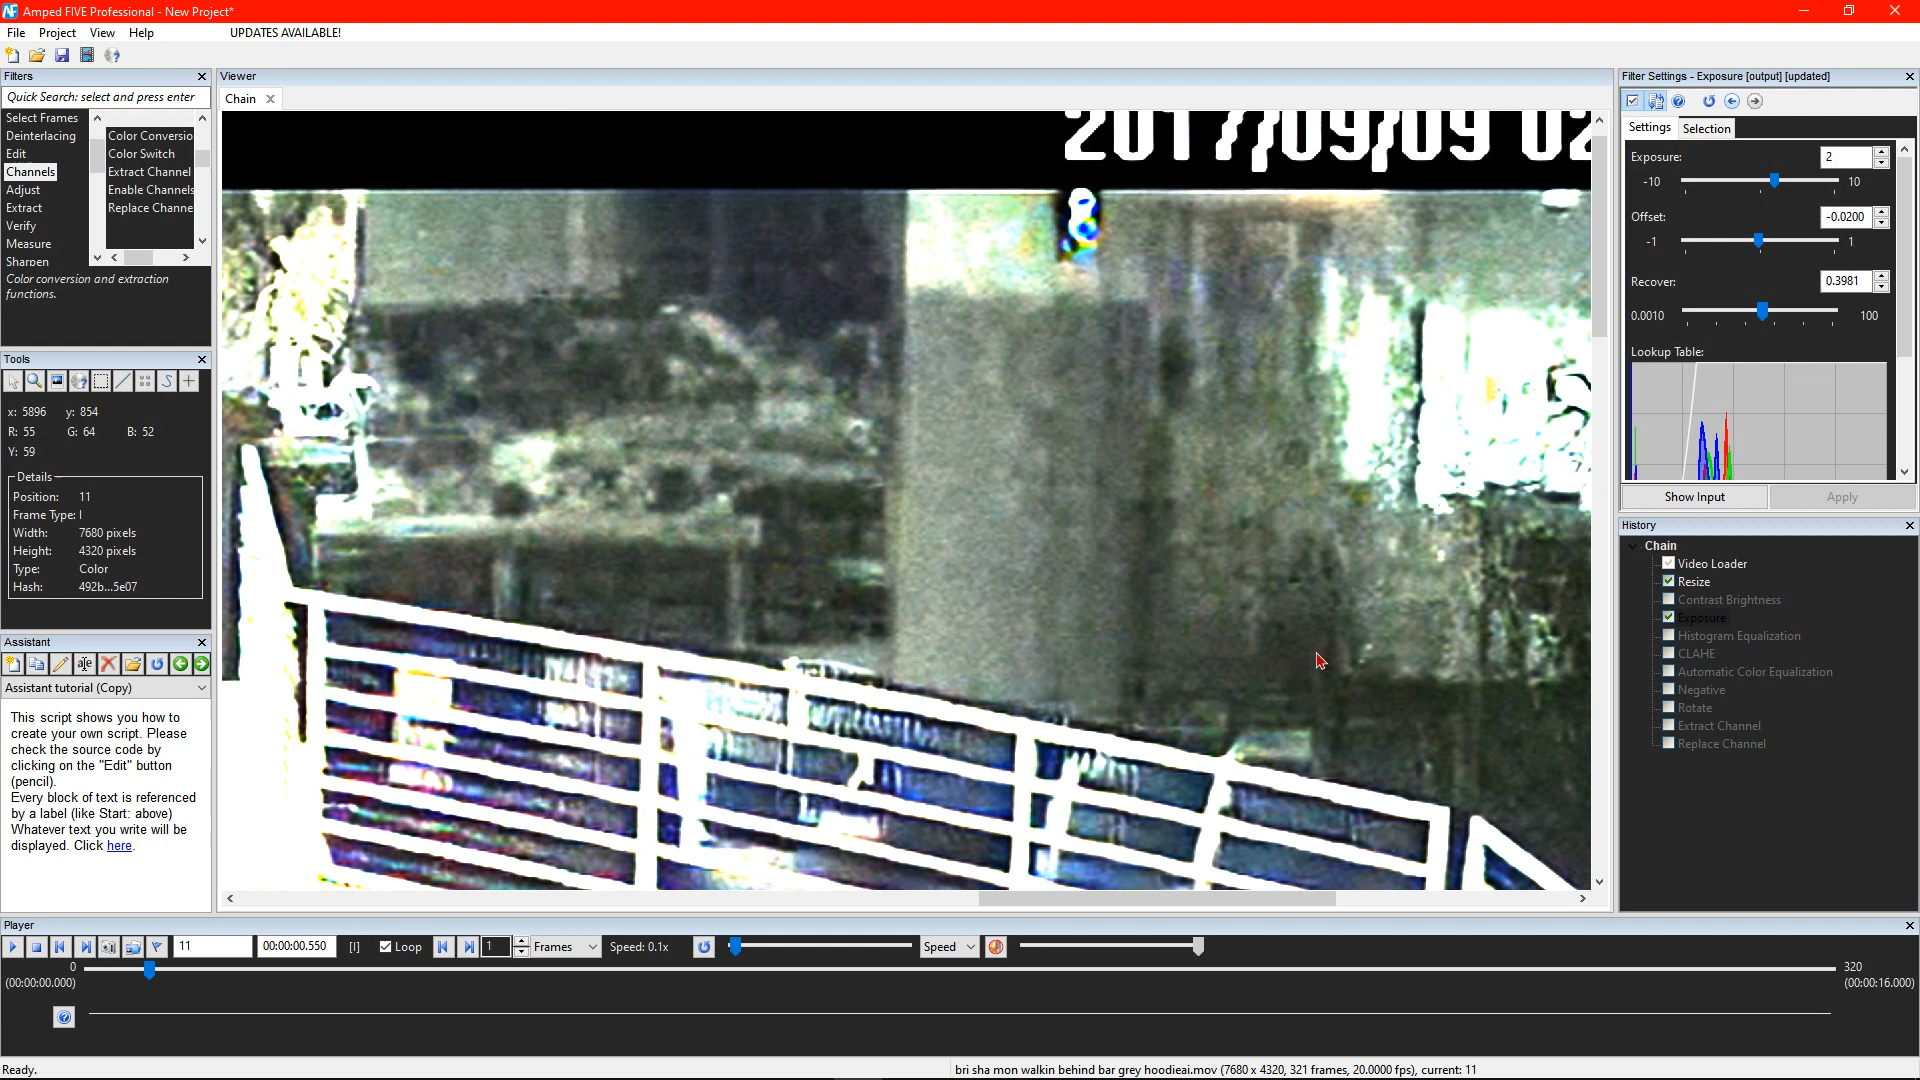 Amped FIVE Professional - New Project*
File Project View Help UPDATES AVAILABLE!
Filters
Quick Search: select and press enter
Select Frames
Deinterlacing
Edit
Channels
Adjust
Extract
Verify
Measure
Sharpen
Color Conversio
Color Switch
Extract Channel
Enable Channels
Replace Channe
Color conversion and extraction
functions.
Tools
x: 5896 y: 854
R: 55 G: 64 B: 52
Y: 59
Details
Position: 11
Frame Type: I
Width: 7680 pixels
Height: 4320 pixels
Type: Color
Hash: 492b...5e07
Assistant
Assistant tutorial (Copy)
This script shows you how to
create your own script. Please
check the source code by
clicking on the "Edit" button
(pencil).
Every block of text is referenced
by a label (like Start: above)
Whatever text you write will be
displayed. Click here.
Viewer
Chain
2017/09/09 02
Filter Settings - Exposure [output] [updated]
Settings Selection
Exposure: 2
-10 10
Offset: -0.0200
-1 1
Recover: 0.3981
0.0010 100
Lookup Table:
Show Input Apply
History
Chain
Video Loader
Resize
Contrast Brightness
Exposure
Histogram Equalization
CLAHE
Automatic Color Equalization
Negative
Rotate
Extract Channel
Replace Channel
Player
11 00:00:00.550 [I] Loop 1 Frames Speed: 0.1x Speed
0 320
(00:00:00.000) (00:00:16.000)
Ready. bri sha mon walkin behind bar grey hoodieai.mov (7680 x 4320, 321 frames, 20.0000 fps), current: 11